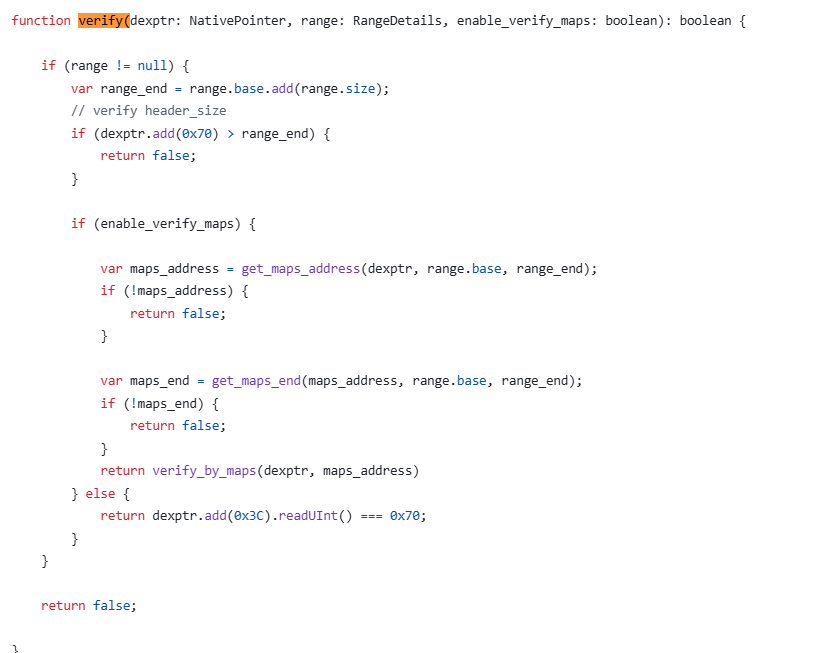 function verify(dexptr: NativePointer, range: RangeDetails, enable_verify_maps: boolean): boolean {
if (range != null) {
var range_end = range.base.add(range.size);
// verify header_size
if (dexptr.add(0x70) > range_end) {
return false;
}
if (enable_verify_maps) {
var maps_address = get_maps_address(dexptr, range.base, range_end);
if (!maps_address) {
return false;
}
var maps_end = get_maps_end(maps_address, range.base, range_end);
if (!maps_end) {
return false;
}
return verify_by_maps(dexptr, maps_address)
} else {
return dexptr.add(0x3C).readUInt() === 0x70;
}
}
return false;
}